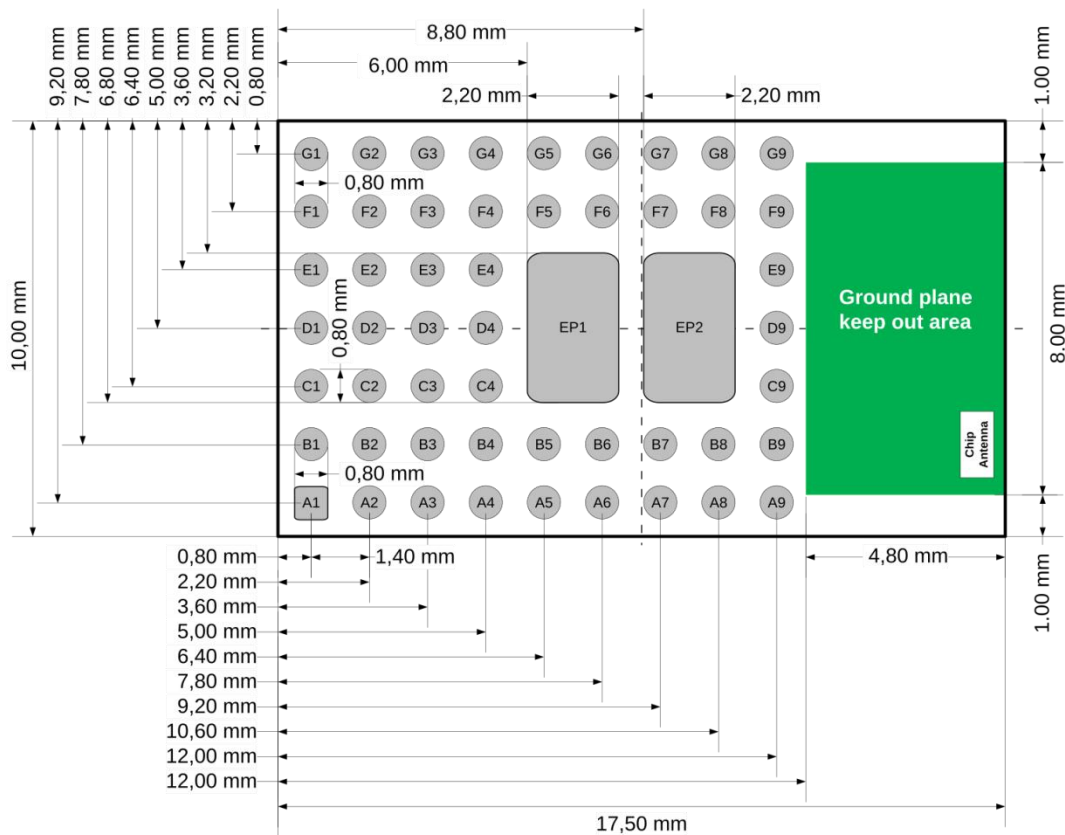 8,80 mm
6,00 mm
2,20 mm
2,20 mm
9,20 mm
7,80 mm
6,80 mm
6,40 mm
5,00 mm
3,60 mm
3,20 mm
2,20 mm
0,80 mm
1.00 mm
G1 G2 G3 G4 G5 G6 G7 G8 G9
0,80 mm
F1 F2 F3 F4 F5 F6 F7 F8 F9
E1 E2 E3 E4 E9
Ground plane
keep out area
10,00 mm
D1 D2 D3 D4 EP1 EP2 D9
0,80 mm
8.00 mm
C1 C2 C3 C4 C9
B1 B2 B3 B4 B5 B6 B7 B8 B9
Chip
Antenna
0,80 mm
A1 A2 A3 A4 A5 A6 A7 A8 A9
0,80 mm
1,40 mm
4,80 mm
1.00 mm
2,20 mm
3,60 mm
5,00 mm
6,40 mm
7,80 mm
9,20 mm
10,60 mm
12,00 mm
12,00 mm
17,50 mm